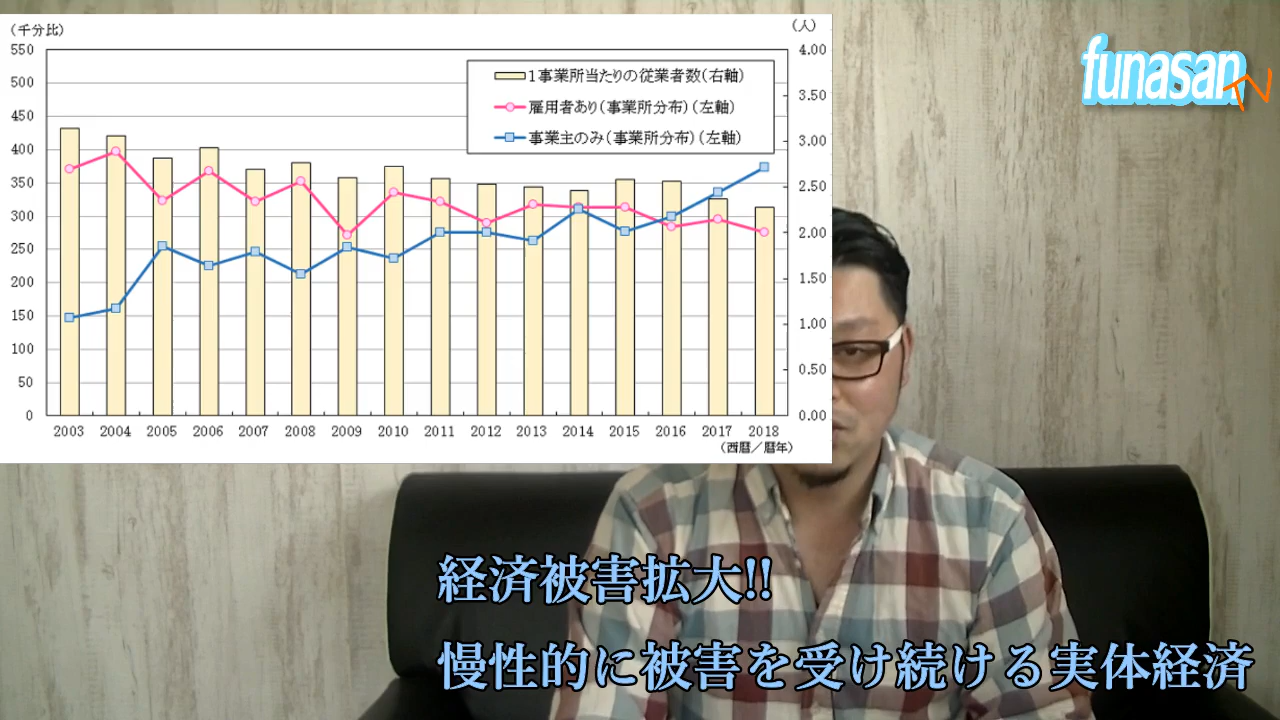 (千分比)
(人)
550
500
450
400
350
300
250
200
150
100
50
0
4.00
3.50
3.00
2.50
2.00
1.50
1.00
0.50
0.00
1事業所当たりの従業者数(右軸)
雇用者あり(事業所分布)(左軸)
事業主のみ(事業所分布)(左軸)
2003 2004 2005 2006 2007 2008 2009 2010 2011 2012 2013 2014 2015 2016 2017 2018
(西暦/暦年)
funasan TV
経済被害拡大!!
慢性的に被害を受け続ける実体経済